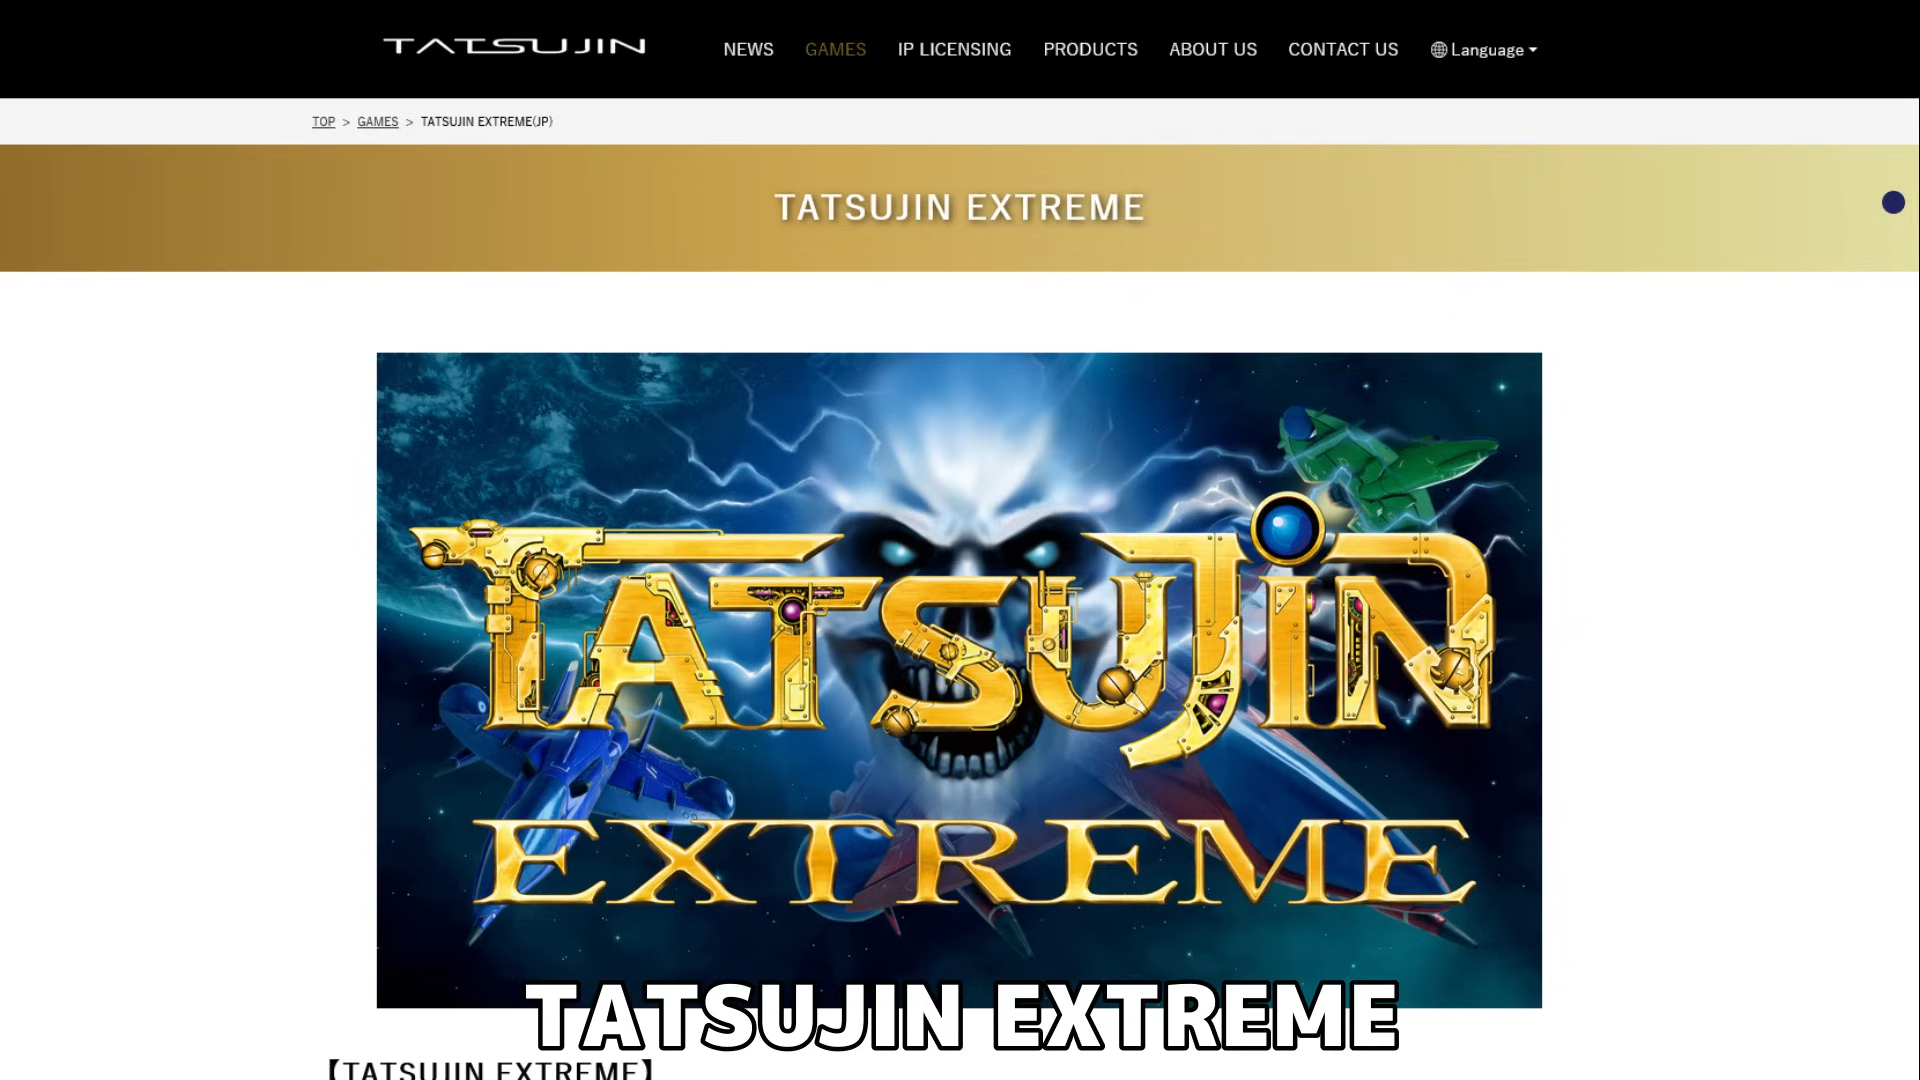 TATSUJIN
NEWS GAMES IP LICENSING PRODUCTS ABOUT US CONTACT US Language
TOP > GAMES > TATSUJIN EXTREME(JP)
TATSUJIN EXTREME
TATSUJIN
EXTREME
TATSUJIN EXTREME
【TATSUJIN EXTREME】